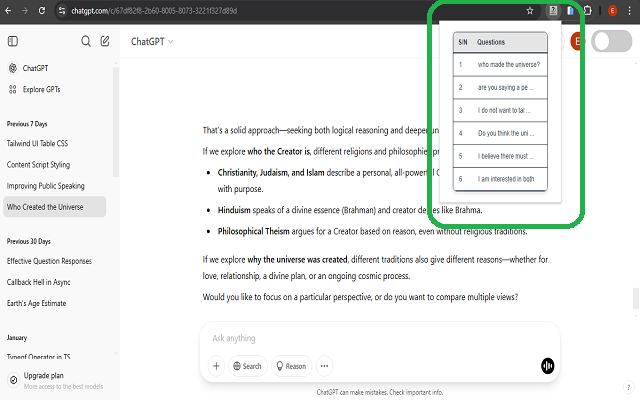 chatgpt.com/c/67df82f8-2b60-8005-8073-3221f327d89d
E
ChatGPT
E
S/N Questions
1 who made the universe?
2 are you saying a pe ...
3 I do not want to tal ...
4 Do you think the uni ...
5 I believe there must ...
6 I am interested in both
ChatGPT
Explore GPTs
Previous 7 Days
Tailwind UI Table CSS
Content Script Styling
Improving Public Speaking
Who Created the Universe
Previous 30 Days
Effective Question Responses
Callback Hell in Async
Earth's Age Estimate
January
Typeof Operator in TS
Upgrade plan
More access to the best models
That's a solid approach—seeking both logical reasoning and deeper un
If we explore who the Creator is, different religions and philosophies pr
• Christianity, Judaism, and Islam describe a personal, all-powerful
with purpose.
• Hinduism speaks of a divine essence (Brahman) and creator deities like Brahma.
• Philosophical Theism argues for a Creator based on reason, even without religious traditions.
If we explore why the universe was created, different traditions also give different reasons—whether for
love, relationship, a divine plan, or an ongoing cosmic process.
Would you like to focus on a particular perspective, or do you want to compare multiple views?
Ask anything
Search
Reason
ChatGPT can make mistakes. Check important info.
?